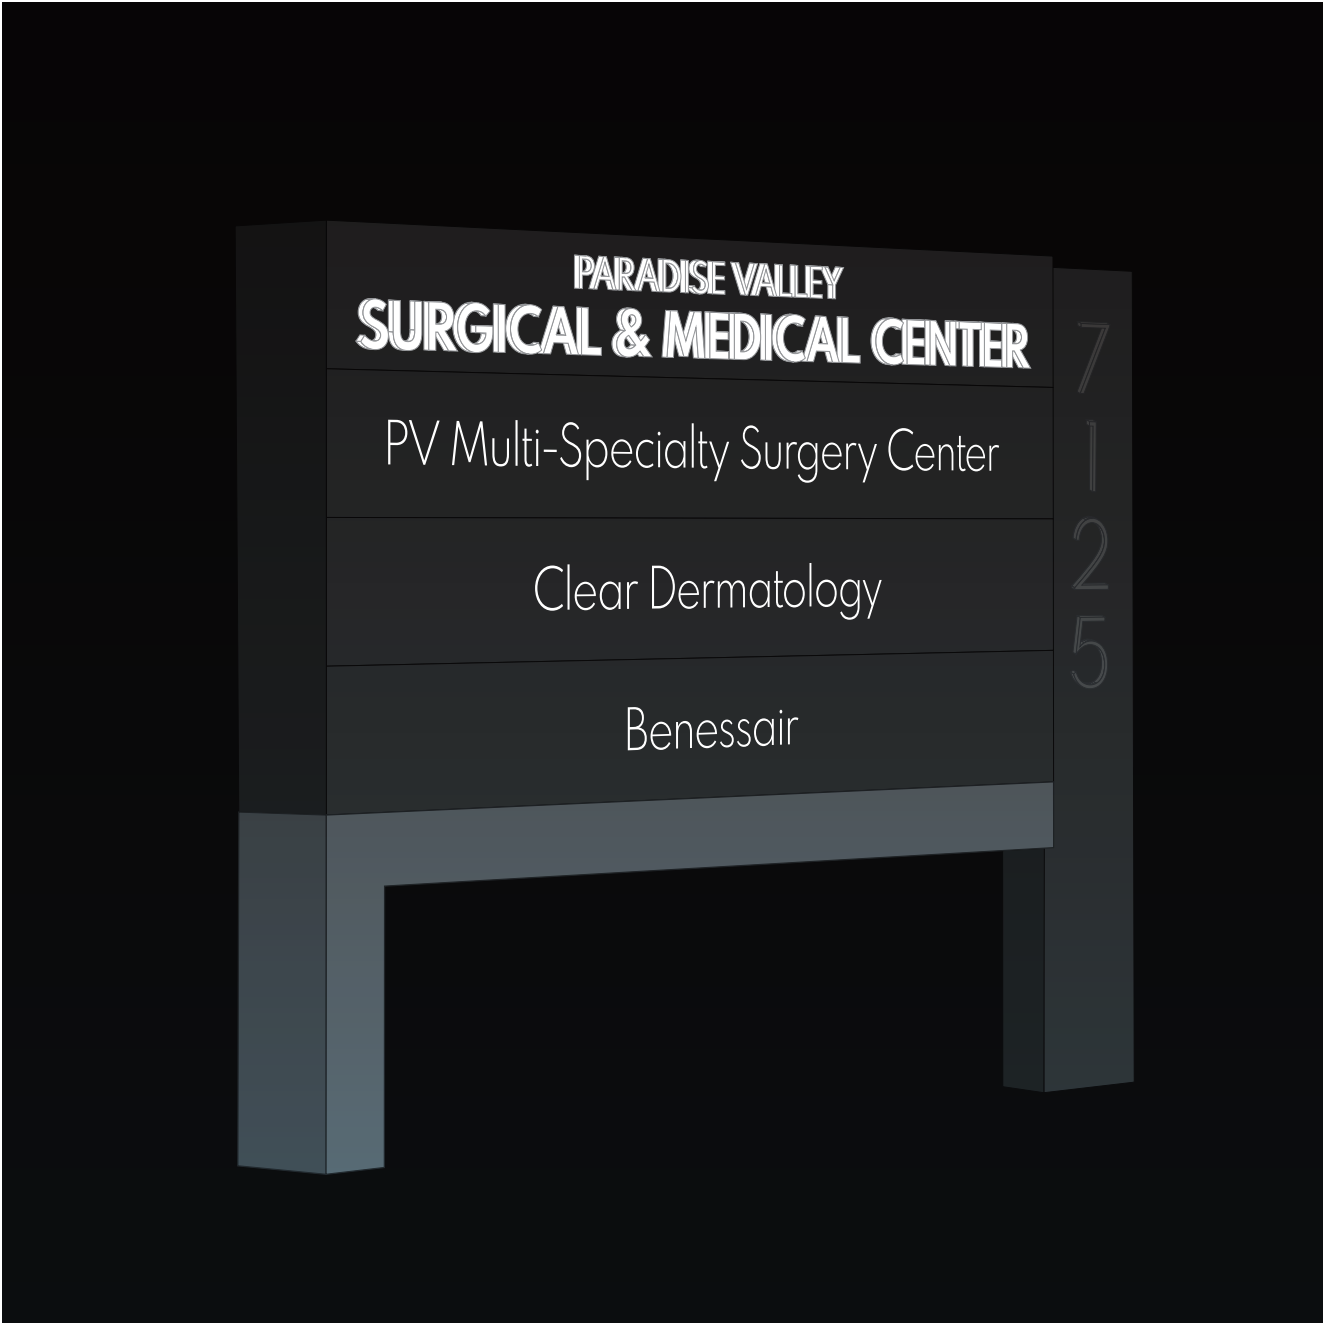 PARADISE VALLEY
SURGICAL & MEDICAL CENTER
PV Multi-Specialty Surgery Center
Clear Dermatology
Benessair
7
1
2
5